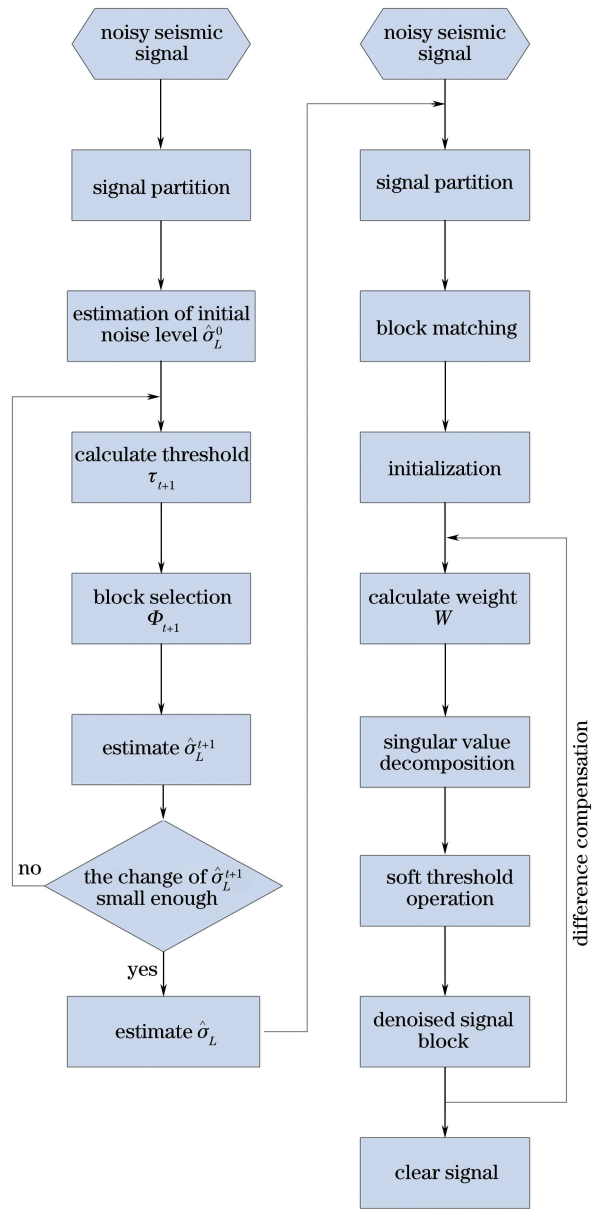 noisy seismic
signal
signal partition
estimation of initial
noise level σ̂⁰_L
calculate threshold
τ_{t+1}
block selection
Φ_{t+1}
estimate σ̂_L^{t+1}
the change of σ̂_L^{t+1}
small enough
no
yes
estimate σ̂_L
noisy seismic
signal
signal partition
block matching
initialization
calculate weight
W
singular value
decomposition
soft threshold
operation
denoised signal
block
difference compensation
clear signal